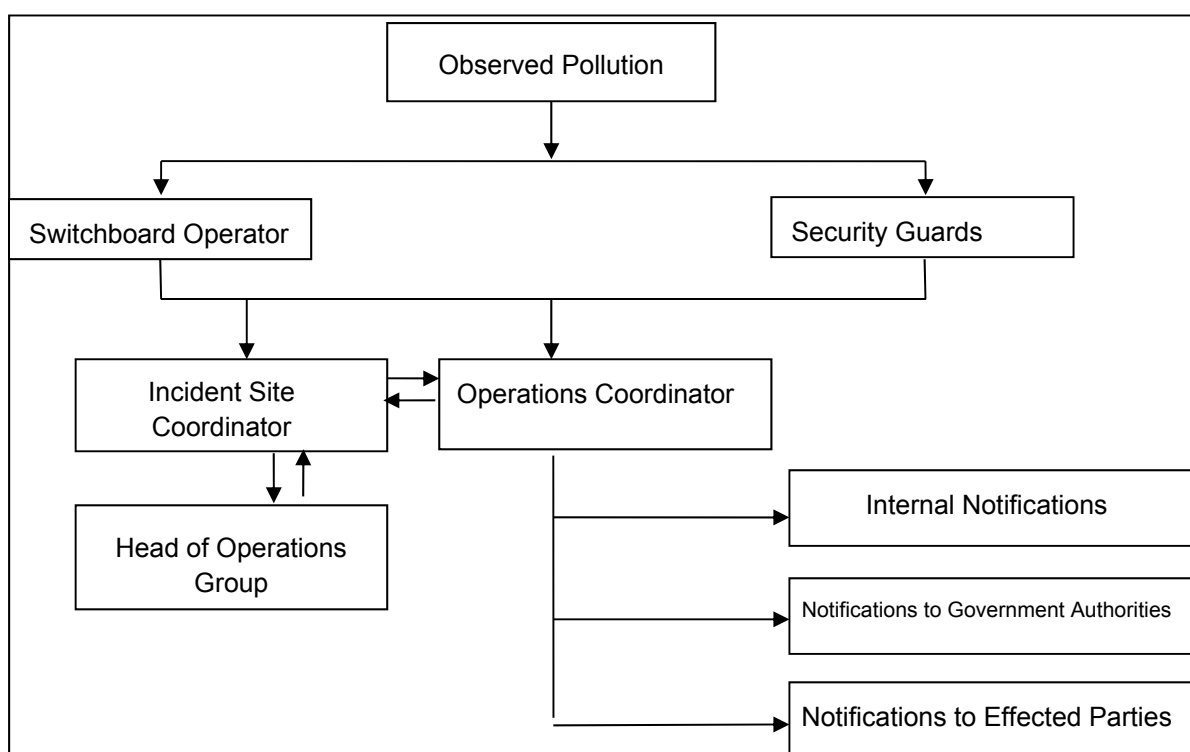 Observed Pollution
Switchboard Operator
Security Guards
Incident Site
Coordinator
Operations Coordinator
Head of Operations
Group
Internal Notifications
Notifications to Government Authorities
Notifications to Effected Parties